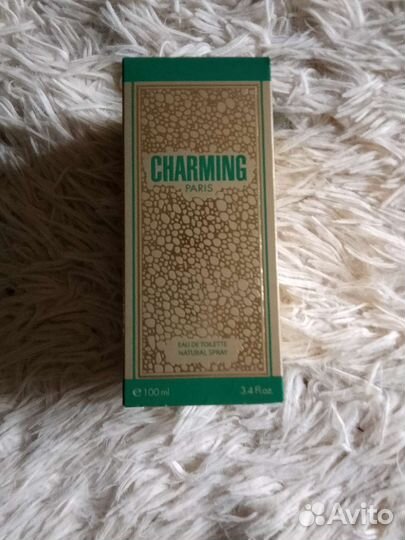 CHARMING
PARIS
EAU DE TOILETTE
NATURAL SPRAY
℮ 100 ml 3.4 Fl.oz.
Avito